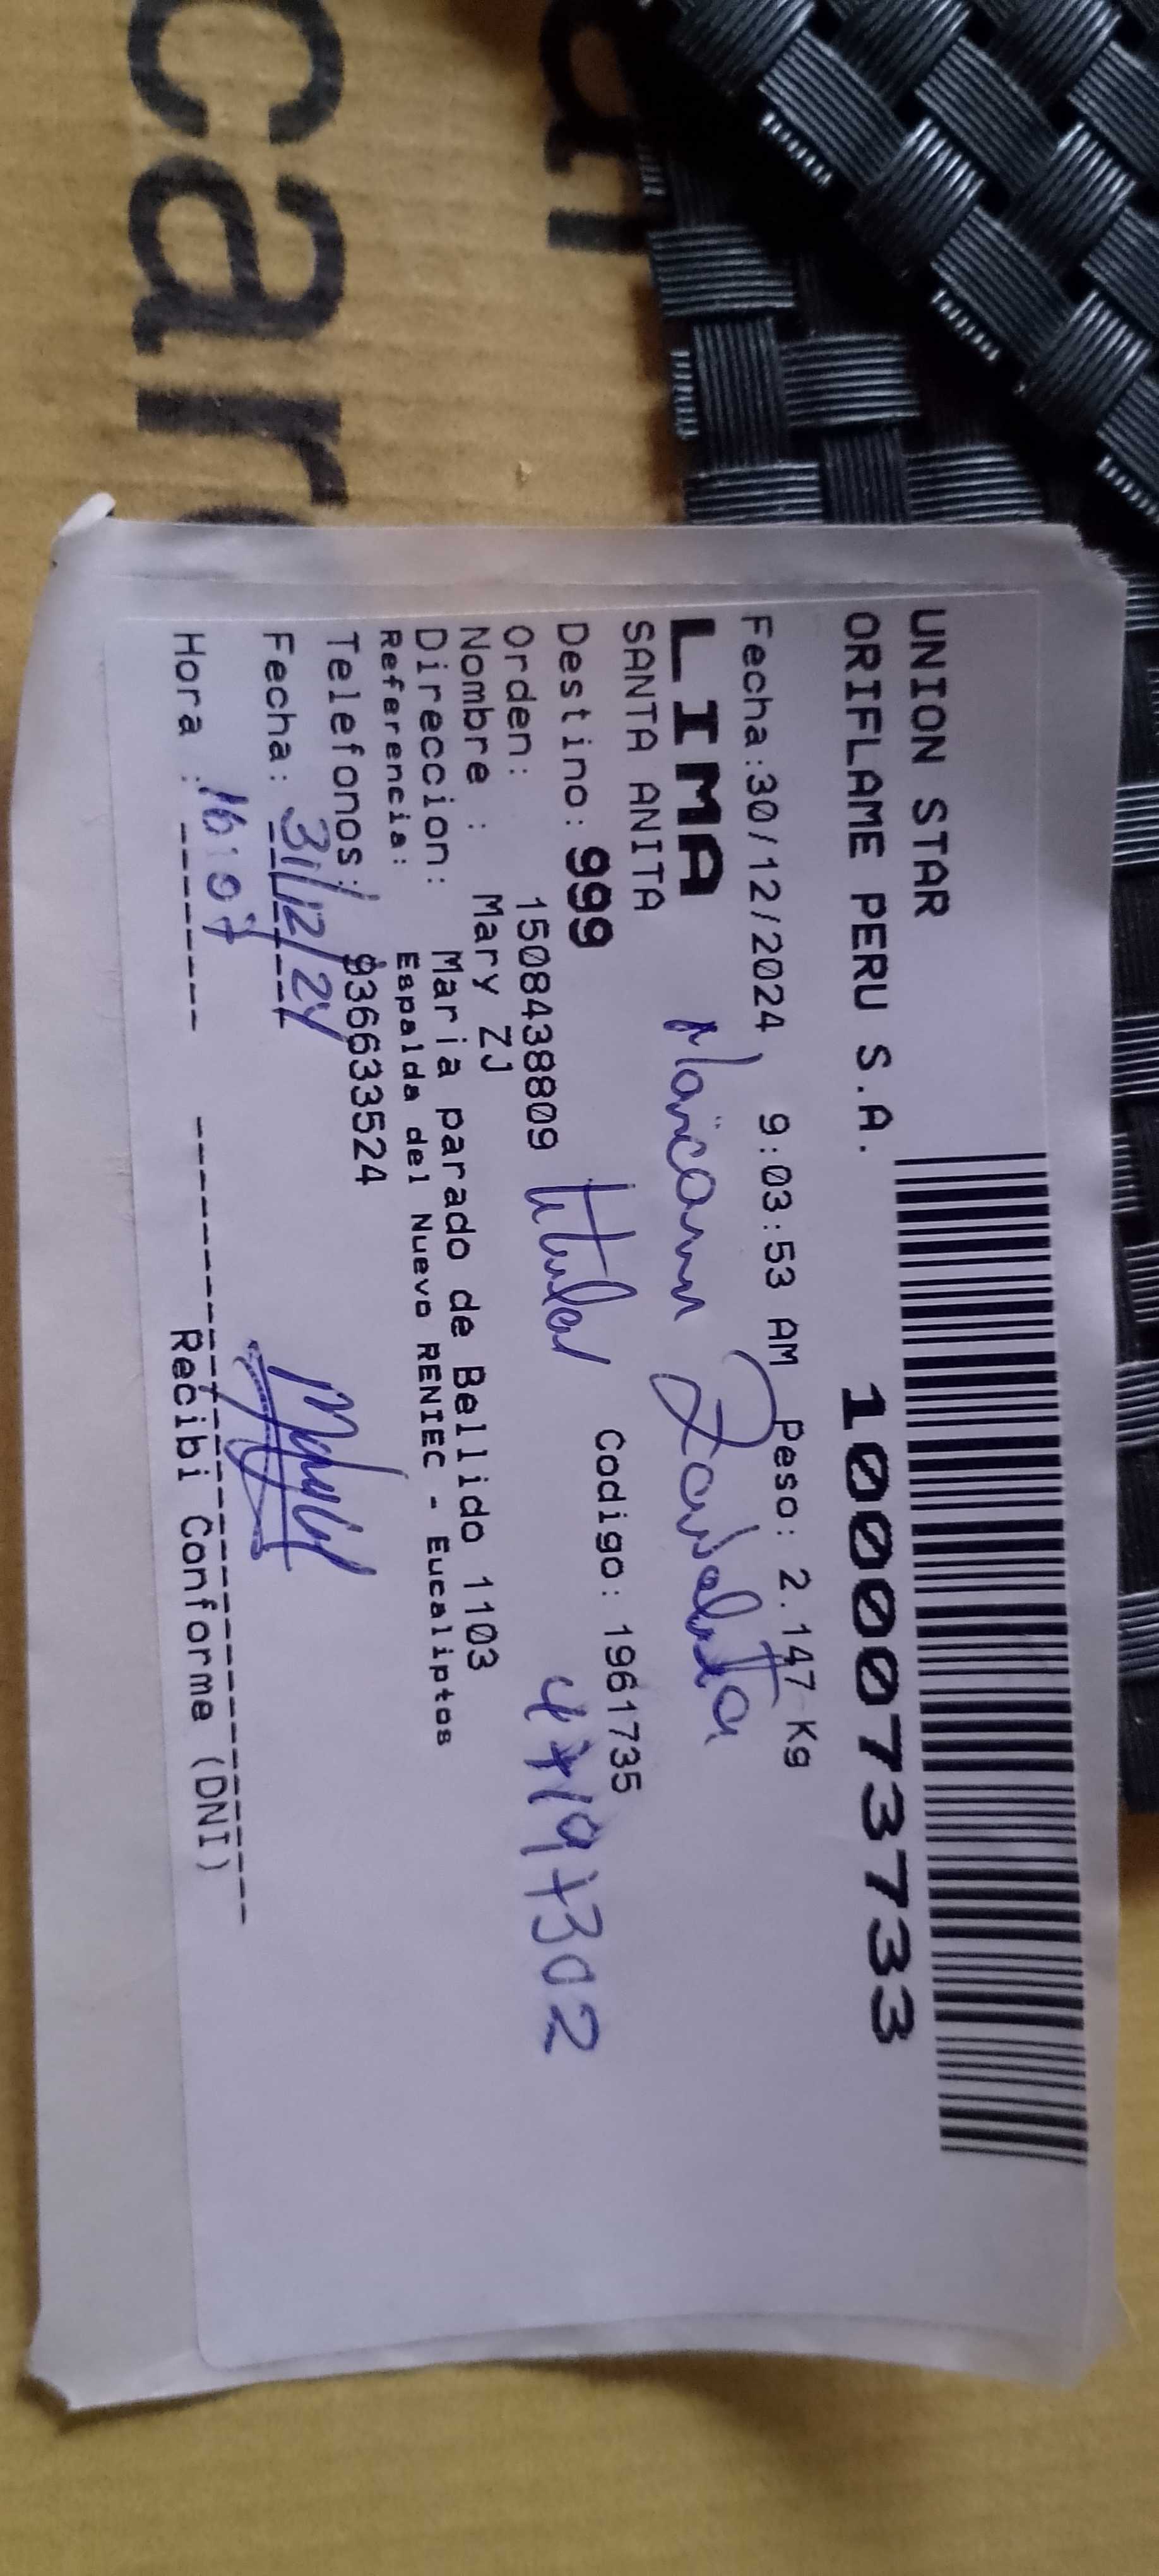 UNION STAR
ORIFLAME PERU S.A. 1000073733
Fecha:30/12/2024 9:03:53 AM Peso: 2.147 Kg
LIMA
SANTA ANITA
Destino: 999 Codigo: 1961735
Orden: 1508438809 titular
Nombre : Mary ZJ
Direccion: Maria parado de Bellido 1103
Referencia: Espalda del Nuevo RENIEC - Eucaliptos
Telefonos: 936633524
Fecha: 31/12/24
Hora : 16:07
Recibi Conforme (DNI)